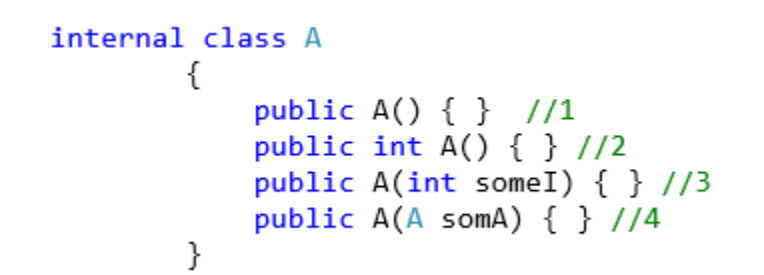 internal class A
{
public A() { } //1
public int A() { } //2
public A(int someI) { } //3
public A(A somA) { } //4
}